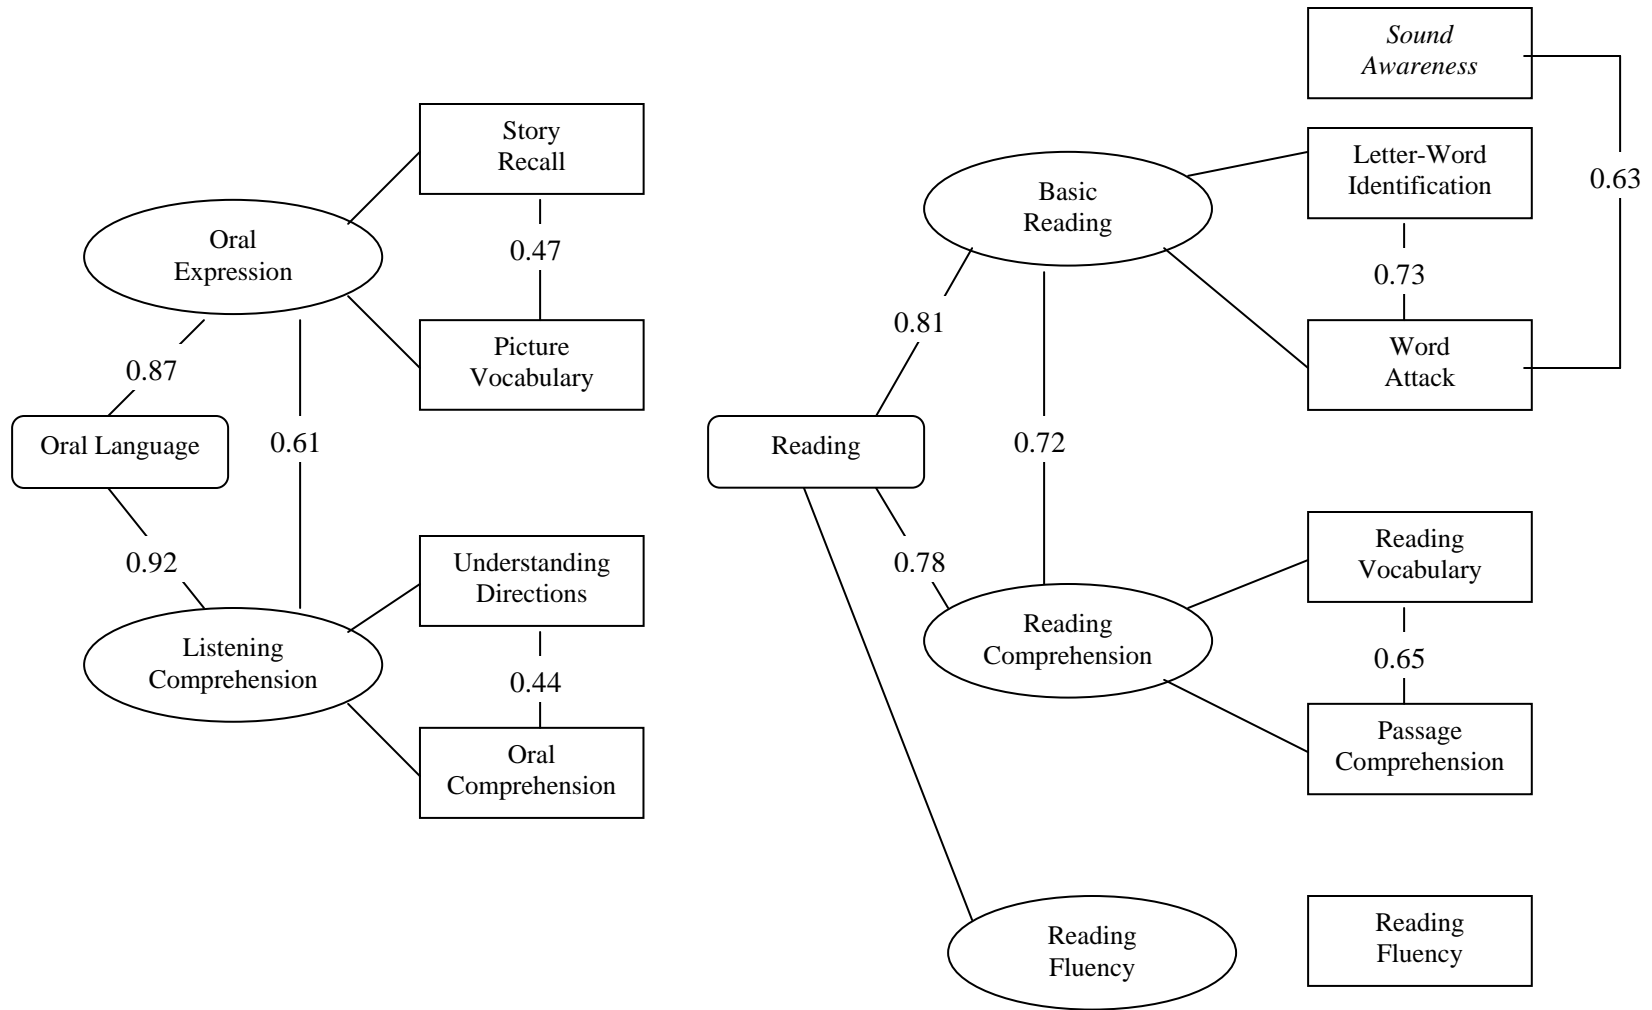 Sound
Awareness
Story
Recall
Letter-Word
Identification
0.63
Basic
Reading
Oral
Expression
0.47
0.73
0.81
Picture
Vocabulary
Word
Attack
0.87
Oral Language
0.61
Reading
0.72
0.92
Understanding
Directions
0.78
Reading
Vocabulary
Listening
Comprehension
Reading
Comprehension
0.65
0.44
Oral
Comprehension
Passage
Comprehension
Reading
Fluency
Reading
Fluency